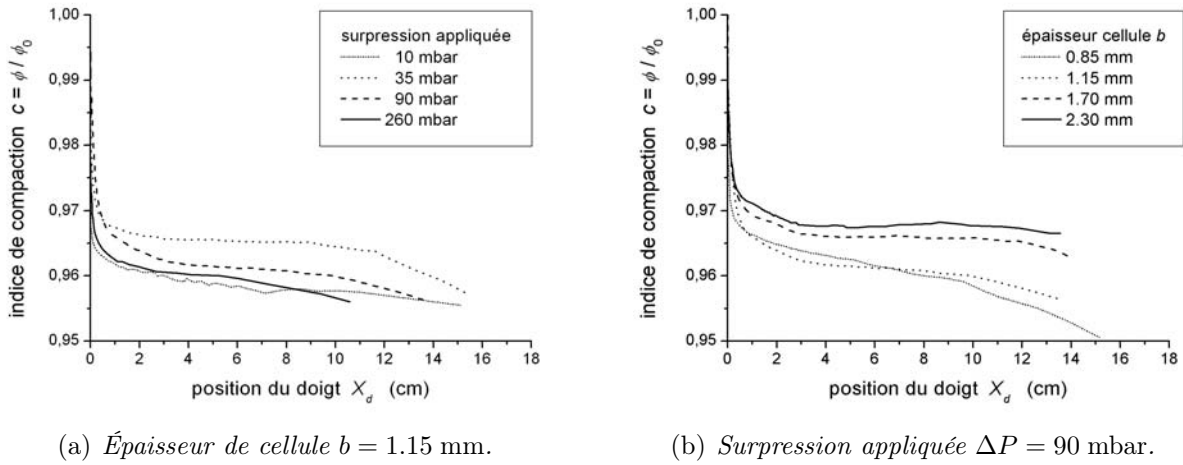 1,00
0,99
0,98
0,97
0,96
0,95
indice de compaction c = ϕ / ϕ0
surpression appliquée
10 mbar
35 mbar
90 mbar
260 mbar
0 2 4 6 8 10 12 14 16 18
position du doigt Xd (cm)
(a) Épaisseur de cellule b = 1.15 mm.
1,00
0,99
0,98
0,97
0,96
0,95
indice de compaction c = ϕ / ϕ0
épaisseur cellule b
0.85 mm
1.15 mm
1.70 mm
2.30 mm
0 2 4 6 8 10 12 14 16 18
position du doigt Xd (cm)
(b) Surpression appliquée ΔP = 90 mbar.